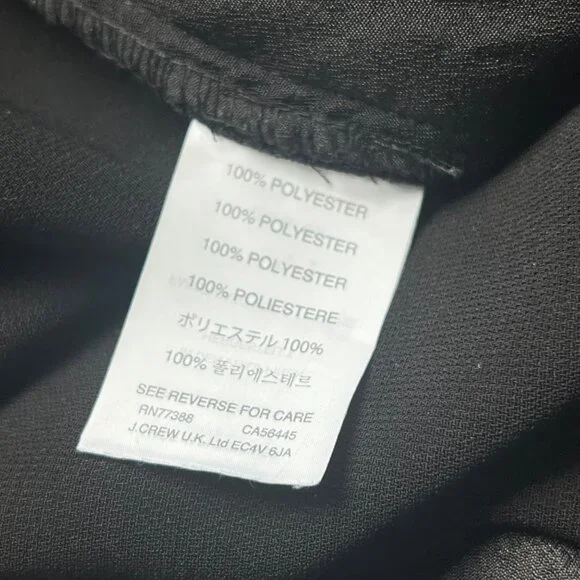 100% POLYESTER
100% POLYESTER
100% POLYESTER
100% POLIESTERE
ポリエステル 100%
100% 폴리에스테르
SEE REVERSE FOR CARE
RN77388 CA56445
J.CREW U.K. Ltd EC4V 6JA